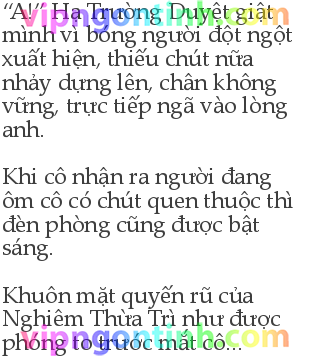 “A!” Hạ Trường Duyệt giật
mình vì bóng người đột ngột
xuất hiện, thiếu chút nữa
nhảy dựng lên, chân không
vững, trực tiếp ngã vào lòng
anh.
Khi cô nhận ra người đang
ôm cô có chút quen thuộc thì
đèn phòng cũng được bật
sáng.
Khuôn mặt quyến rũ của
Nghiêm Thừa Trì như được
phóng to trước mắt cô...
vipngontinh.com
vipngontinh.com